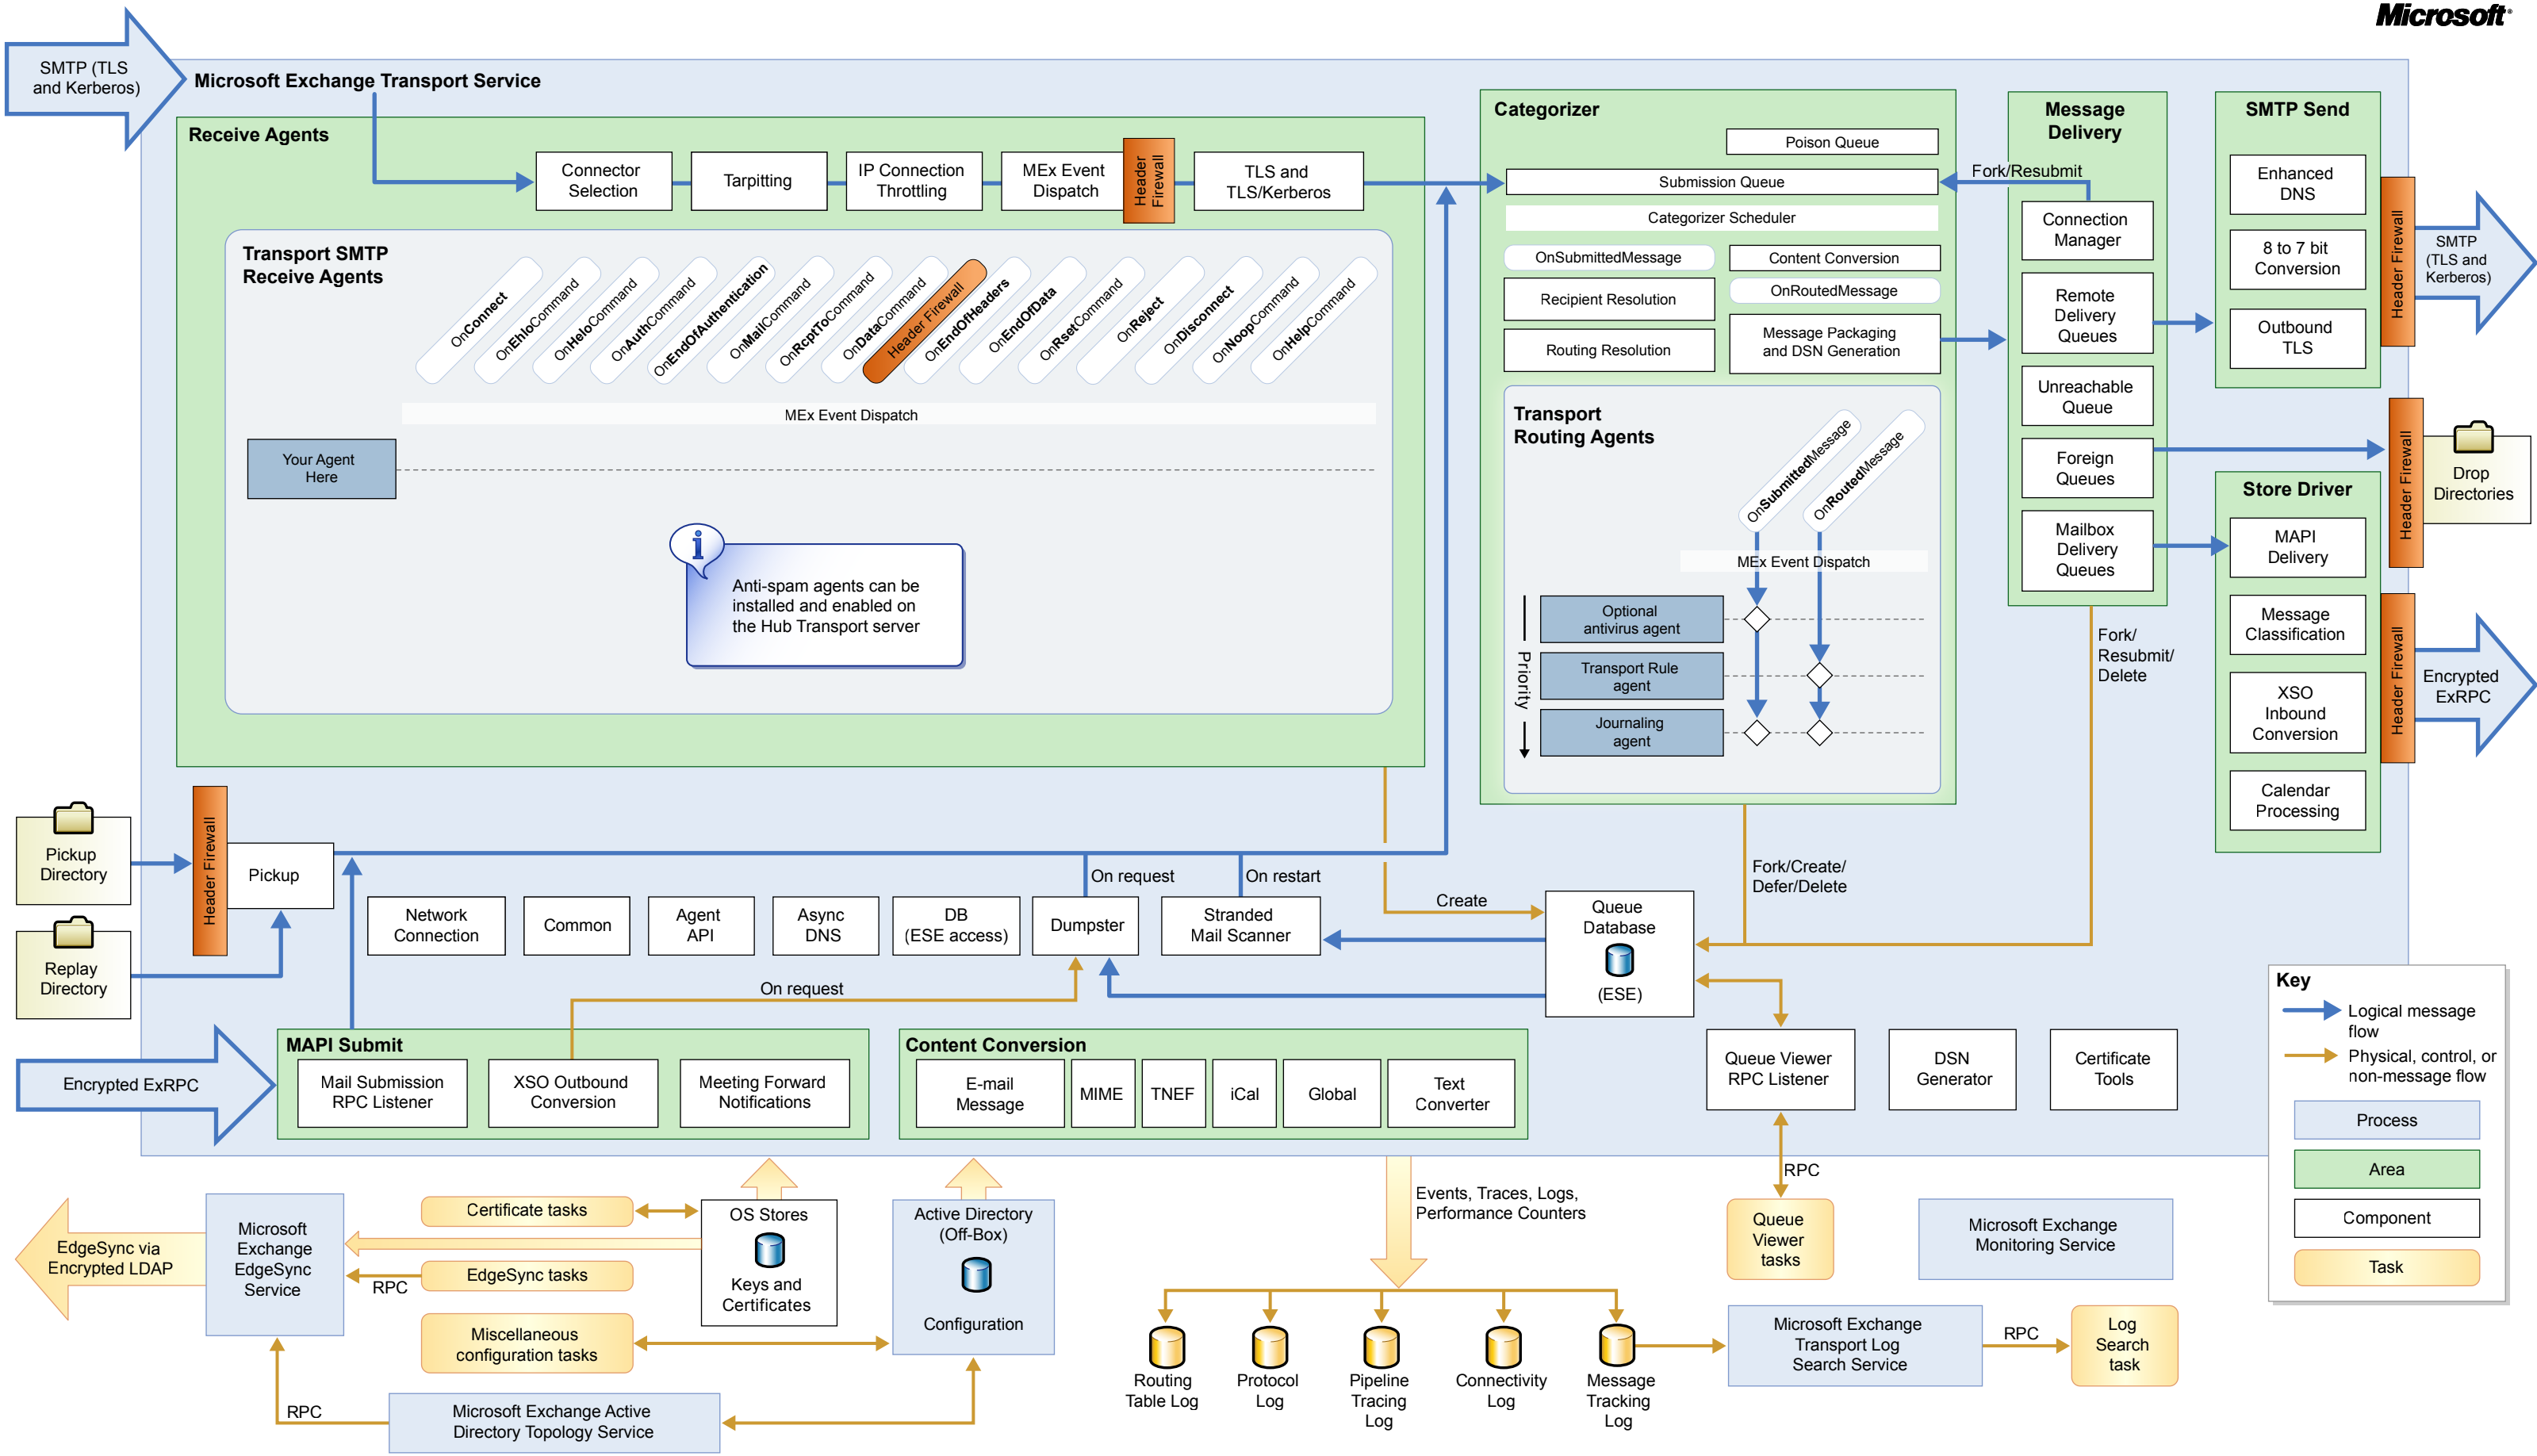 Microsoft®
SMTP (TLS
and Kerberos)
Microsoft Exchange Transport Service
Receive Agents
Connector
Selection
Tarpitting
IP Connection
Throttling
MEx Event
Dispatch
Header
Firewall
TLS and
TLS/Kerberos
Transport SMTP
Receive Agents
OnConnect
OnEhloCommand
OnHeloCommand
OnAuthCommand
OnEndOfAuthentication
OnMailCommand
OnRcptToCommand
OnDataCommand
Header Firewall
OnEndOfHeaders
OnEndOfData
OnRsetCommand
OnReject
OnDisconnect
OnNoopCommand
OnHelpCommand
MEx Event Dispatch
Your Agent
Here
i
Anti-spam agents can be
installed and enabled on
the Hub Transport server
Categorizer
Poison Queue
Submission Queue
Categorizer Scheduler
OnSubmittedMessage
Content Conversion
Recipient Resolution
OnRoutedMessage
Routing Resolution
Message Packaging
and DSN Generation
Transport
Routing Agents
OnSubmittedMessage
OnRoutedMessage
MEx Event Dispatch
Priority
Optional
antivirus agent
Transport Rule
agent
Journaling
agent
Message
Delivery
Fork/Resubmit
Connection
Manager
Remote
Delivery
Queues
Unreachable
Queue
Foreign
Queues
Mailbox
Delivery
Queues
Fork/
Resubmit/
Delete
SMTP Send
Enhanced
DNS
8 to 7 bit
Conversion
Outbound
TLS
Header Firewall
SMTP
(TLS and
Kerberos)
Header Firewall
Drop
Directories
Store Driver
MAPI
Delivery
Message
Classification
XSO
Inbound
Conversion
Calendar
Processing
Header Firewall
Encrypted
ExRPC
Pickup
Directory
Replay
Directory
Header Firewall
Pickup
Network
Connection
Common
Agent
API
Async
DNS
DB
(ESE access)
On request
Dumpster
On restart
Stranded
Mail Scanner
Create
Queue
Database
(ESE)
Fork/Create/
Defer/Delete
On request
Encrypted ExRPC
MAPI Submit
Mail Submission
RPC Listener
XSO Outbound
Conversion
Meeting Forward
Notifications
Content Conversion
E-mail
Message
MIME
TNEF
iCal
Global
Text
Converter
Queue Viewer
RPC Listener
DSN
Generator
Certificate
Tools
Key
Logical message
flow
Physical, control, or
non-message flow
Process
Area
Component
Task
EdgeSync via
Encrypted LDAP
Microsoft
Exchange
EdgeSync
Service
Certificate tasks
RPC
EdgeSync tasks
Miscellaneous
configuration tasks
OS Stores
Keys and
Certificates
Active Directory
(Off-Box)
Configuration
RPC
Microsoft Exchange Active
Directory Topology Service
Events, Traces, Logs,
Performance Counters
Routing
Table Log
Protocol
Log
Pipeline
Tracing
Log
Connectivity
Log
Message
Tracking
Log
RPC
Queue
Viewer
tasks
Microsoft Exchange
Monitoring Service
Microsoft Exchange
Transport Log
Search Service
RPC
Log
Search
task